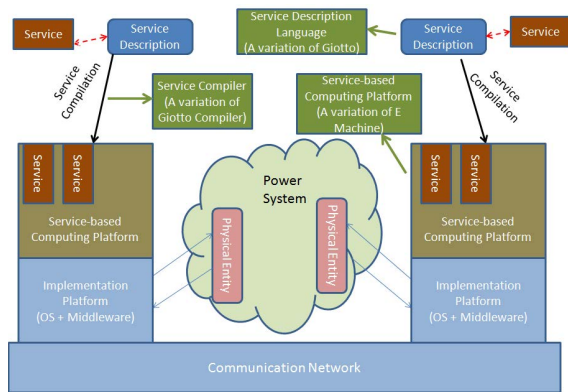 Service
Service
Description
Service Description
Language
(A variation of Giotto)
Service
Description
Service
Service
Compilation
Service Compiler
(A variation of
Giotto Compiler)
Service-based
Computing Platform
(A variation of E
Machine)
Service
Compilation
Service
Service
Service-based
Computing Platform
Power
System
Physical Entity
Physical Entity
Service
Service
Service-based
Computing Platform
Implementation
Platform
(OS + Middleware)
Implementation
Platform
(OS + Middleware)
Communication Network